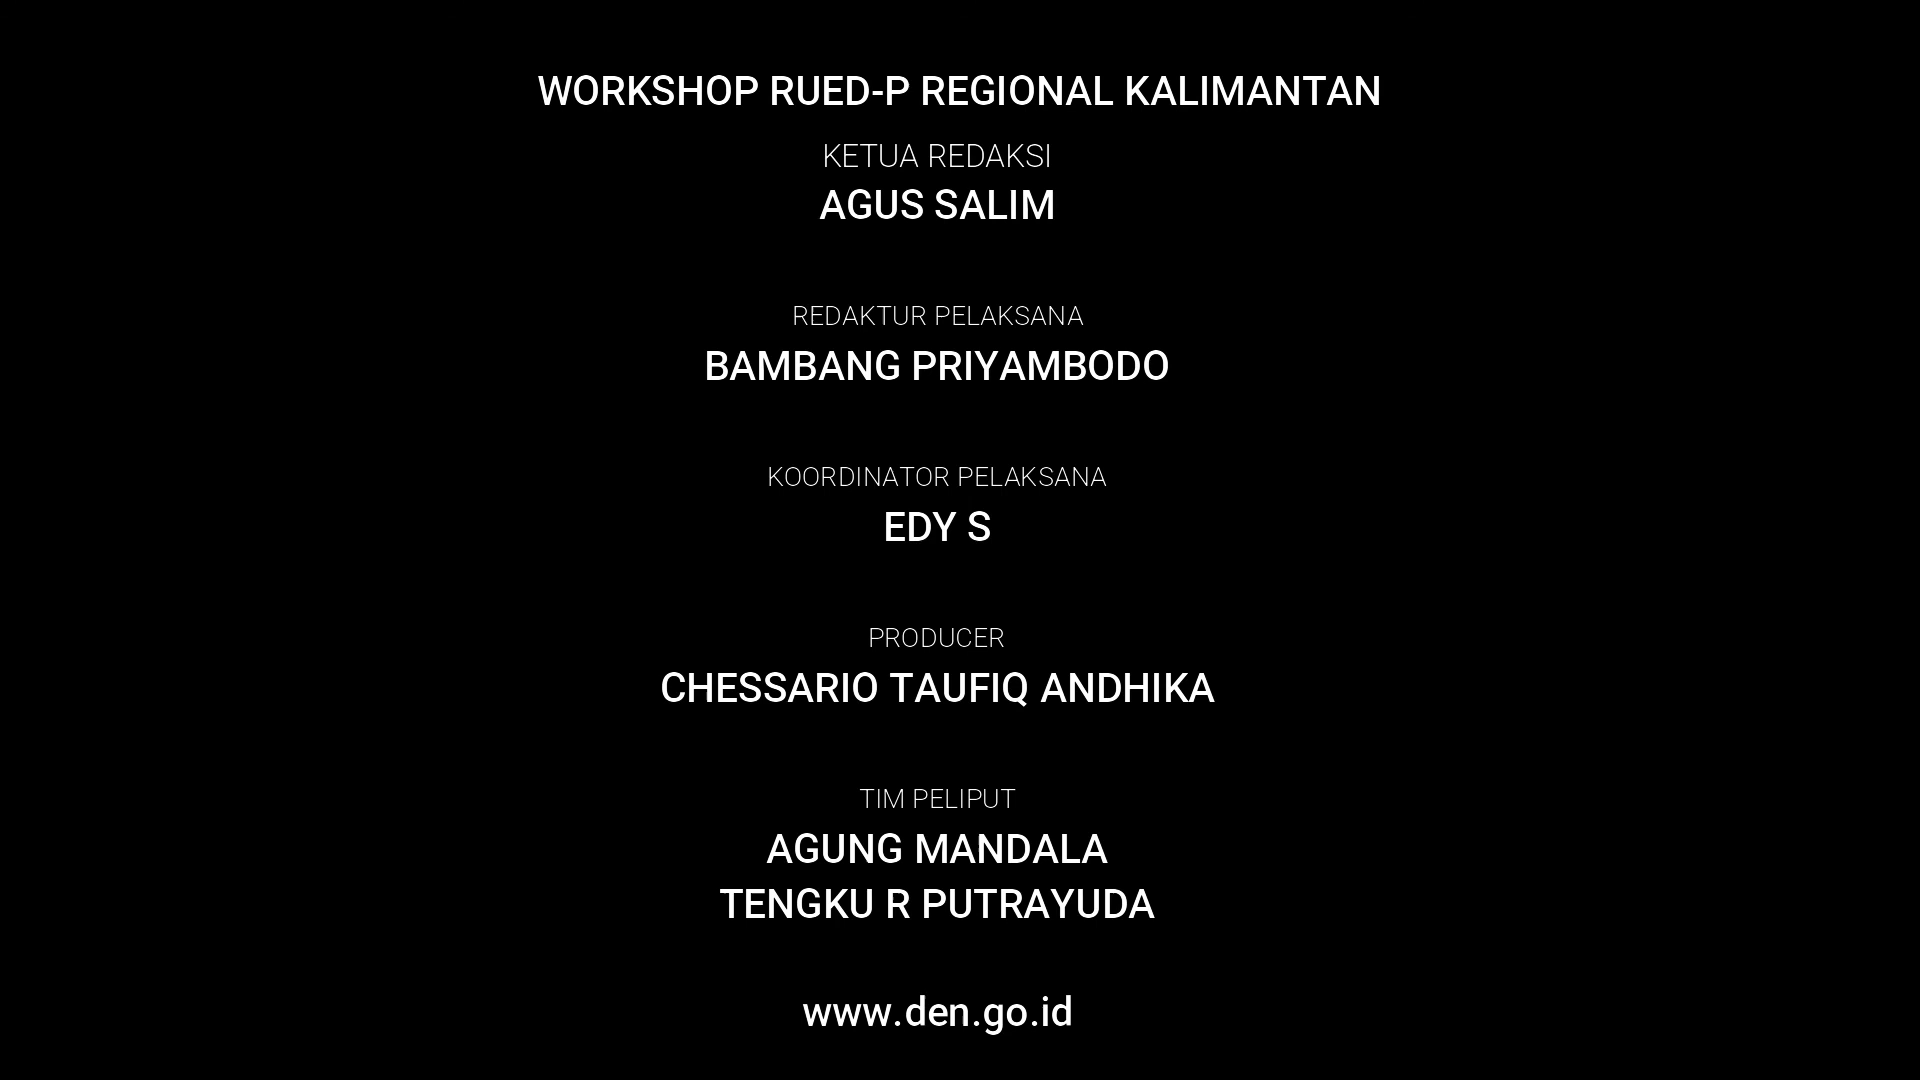 WORKSHOP RUED-P REGIONAL KALIMANTAN
KETUA REDAKSI
AGUS SALIM
REDAKTUR PELAKSANA
BAMBANG PRIYAMBODO
KOORDINATOR PELAKSANA
EDY S
PRODUCER
CHESSARIO TAUFIQ ANDHIKA
TIM PELIPUT
AGUNG MANDALA
TENGKU R PUTRAYUDA
www.den.go.id